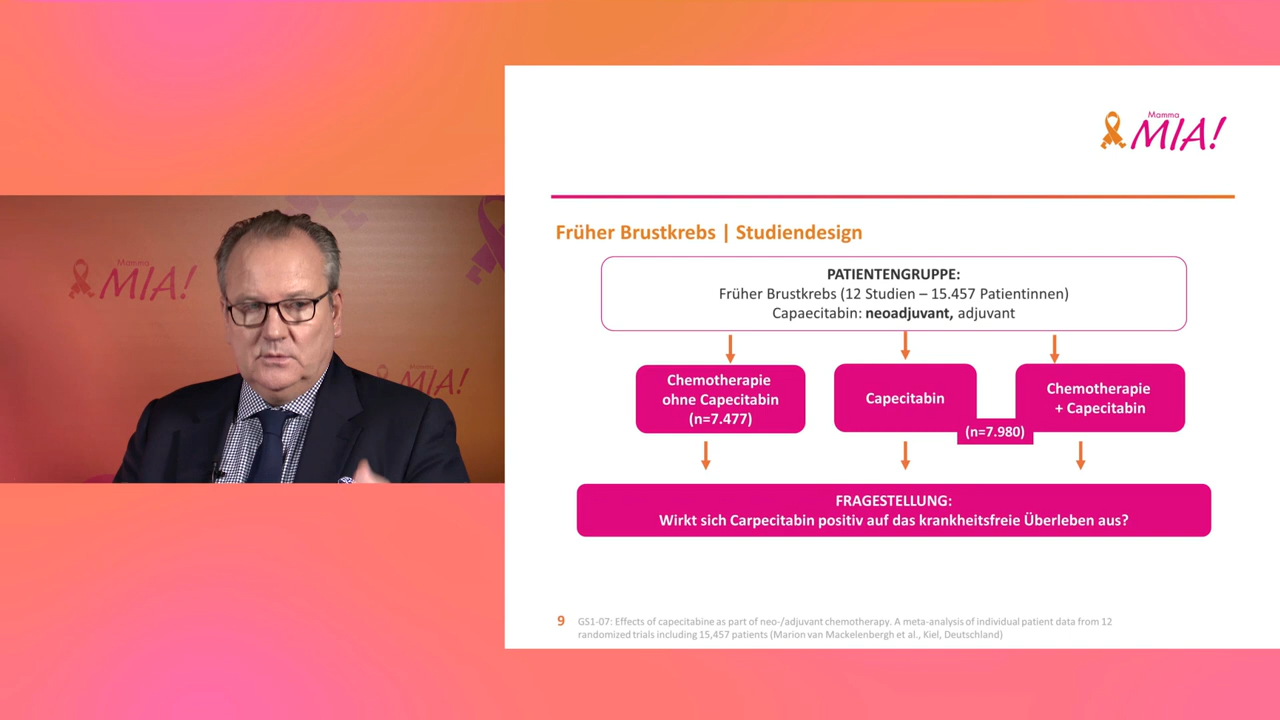 Mamma
MIA!
Mamma
MIA!
Mamma
MIA!
Früher Brustkrebs | Studiendesign
PATIENTENGRUPPE:
Früher Brustkrebs (12 Studien – 15.457 Patientinnen)
Capaecitabin: neoadjuvant, adjuvant
Chemotherapie
ohne Capecitabin
(n=7.477)
Capecitabin
Chemotherapie
+ Capecitabin
(n=7.980)
FRAGESTELLUNG:
Wirkt sich Carpecitabin positiv auf das krankheitsfreie Überleben aus?
9 GS1-07: Effects of capecitabine as part of neo-/adjuvant chemotherapy. A meta-analysis of individual patient data from 12
randomized trials including 15,457 patients (Marion van Mackelenbergh et al., Kiel, Deutschland)